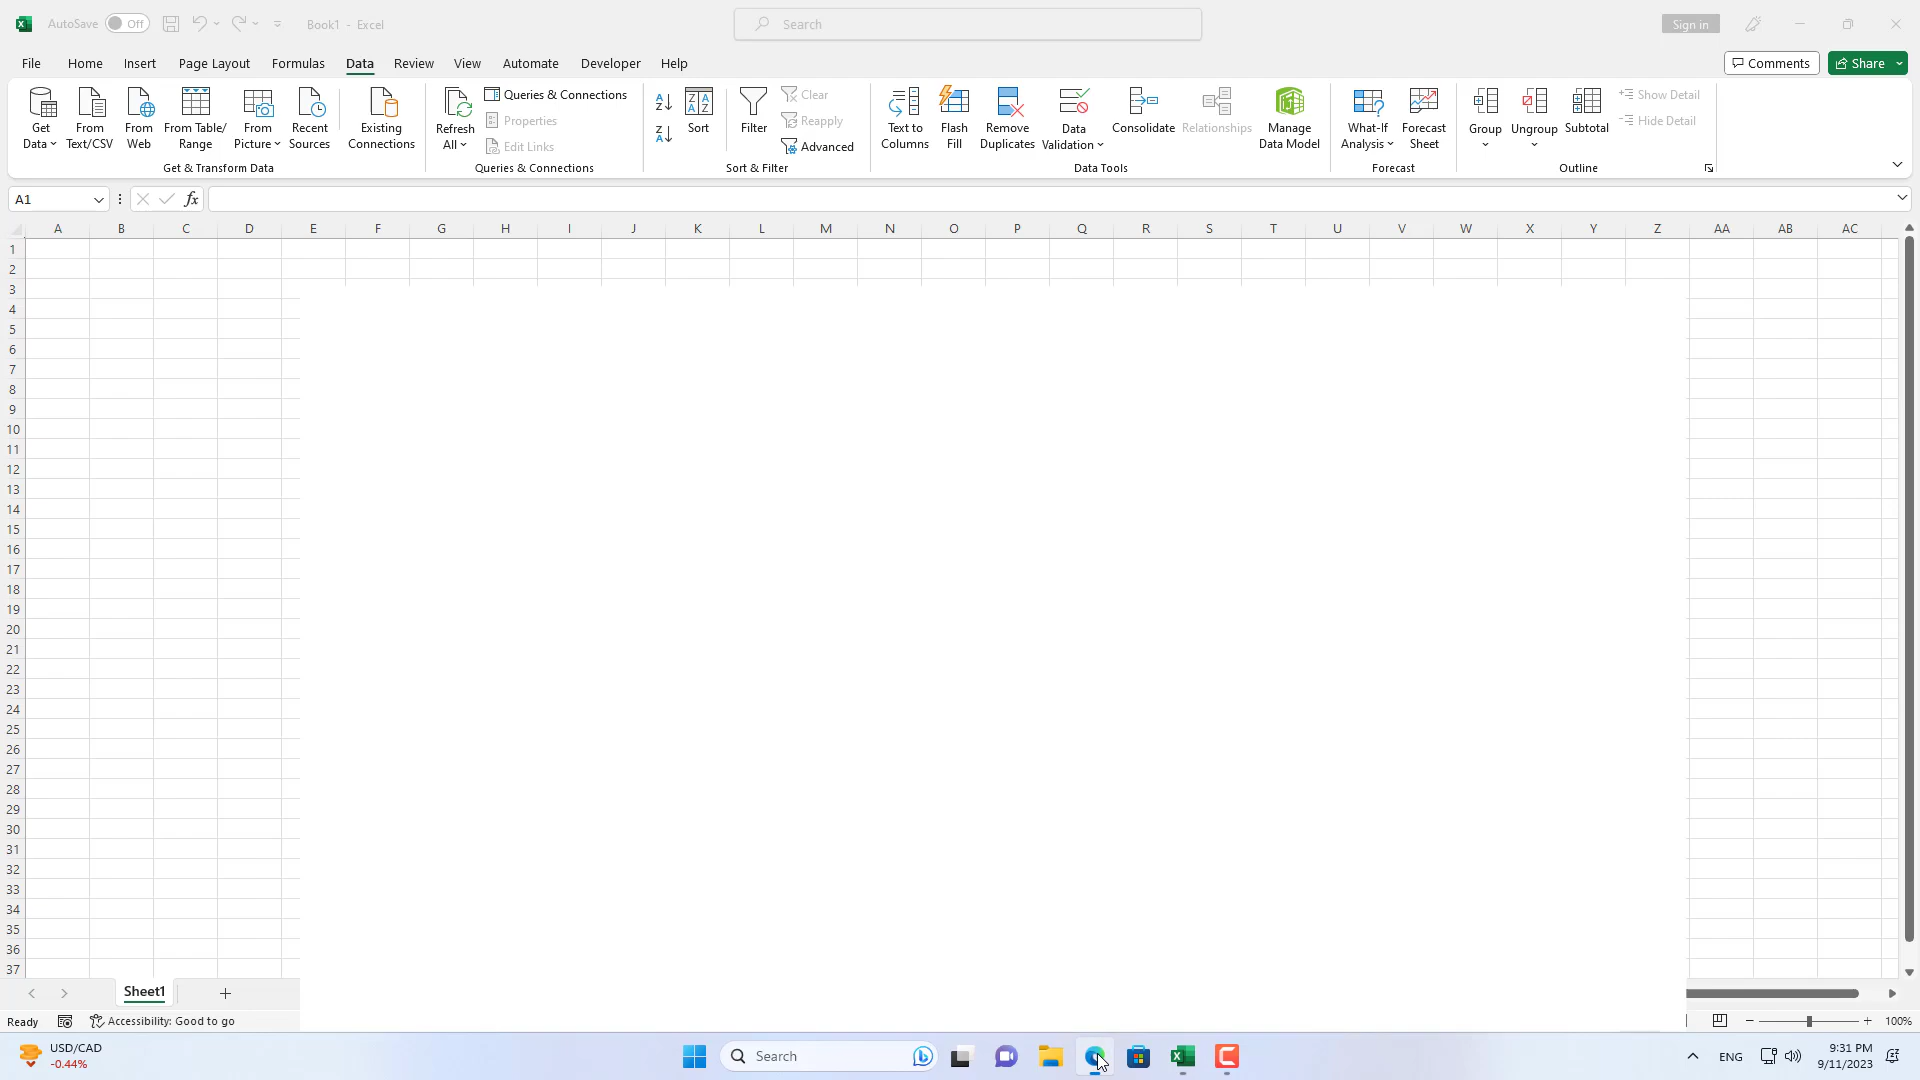 AutoSave Off Book1 - Excel Search Sign in
File Home Insert Page Layout Formulas Data Review View Automate Developer Help Comments Share
Get Data From Text/CSV From Web From Table/ Range From Picture Recent Sources Existing Connections
Get & Transform Data
Refresh All Queries & Connections
Properties
Edit Links
Queries & Connections
Sort Filter Clear
Reapply
Advanced
Sort & Filter
Text to Columns Flash Fill Remove Duplicates Data Validation Consolidate Relationships Manage Data Model
Data Tools
What-If Analysis Forecast Sheet
Forecast
Group Ungroup Subtotal Show Detail
Hide Detail
Outline
A1 fx
A B C D E F G H I J K L M N O P Q R S T U V W X Y Z AA AB AC
1
2
3
4
5
6
7
8
9
10
11
12
13
14
15
16
17
18
19
20
21
22
23
24
25
26
27
28
29
30
31
32
33
34
35
36
37
Sheet1
Ready Accessibility: Good to go 100%
USD/CAD
-0.44%
Search
ENG
9:31 PM
9/11/2023